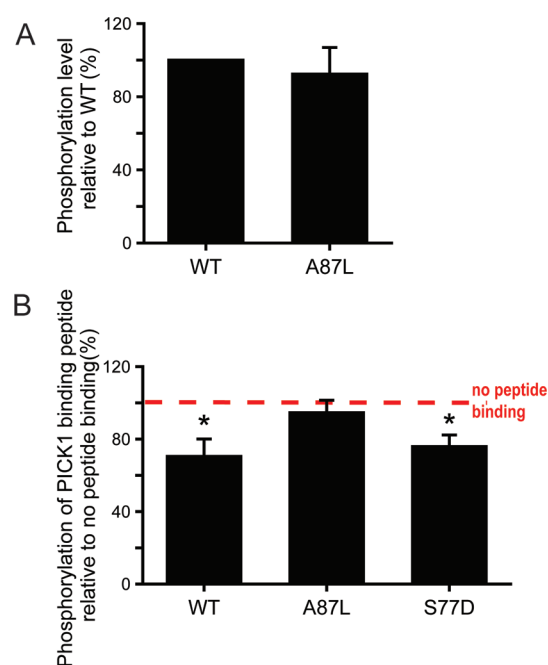 A
Phosphorylation level
relative to WT (%)
120
80
40
0
WT A87L
B
Phosphorylation of PICK1 binding peptide
relative to no peptide binding(%)
120
80
40
0
no peptide
binding
* *
WT A87L S77D